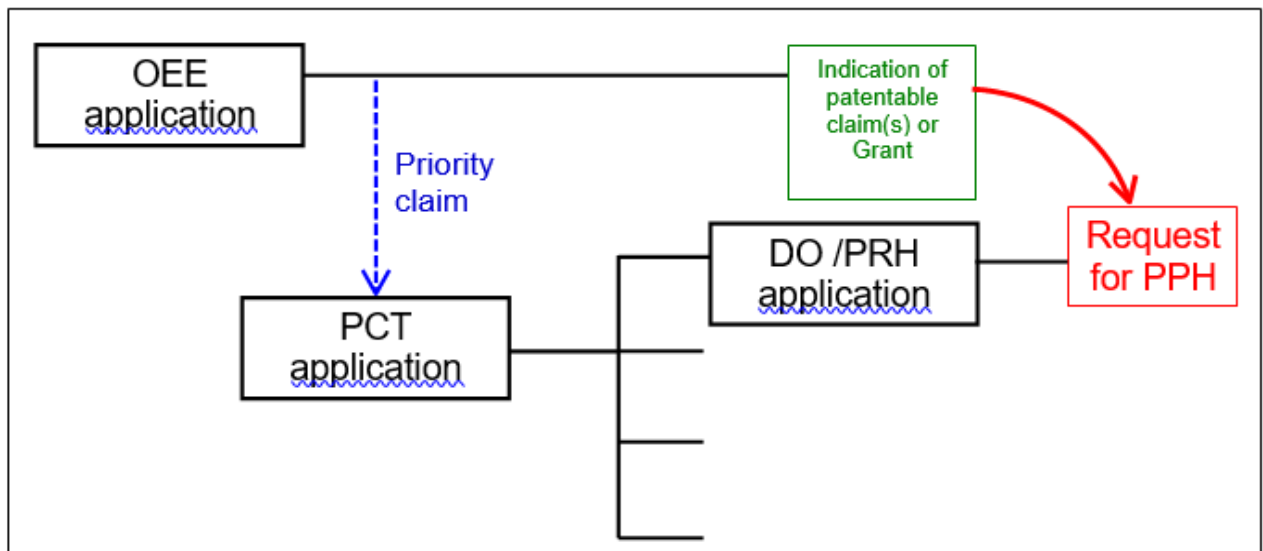 OEE
application
Indication of
patentable
claim(s) or
Grant
Priority
claim
Request
for PPH
DO /PRH
application
PCT
application